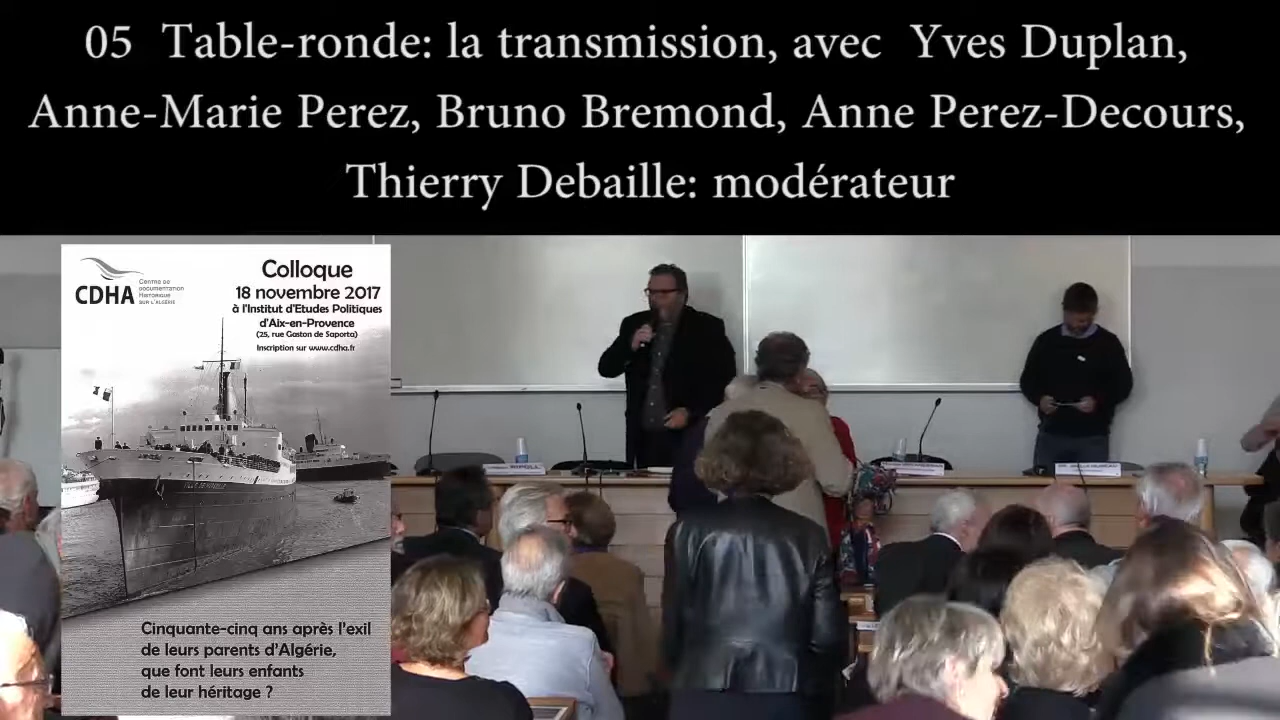 05 Table-ronde: la transmission, avec Yves Duplan,
Anne-Marie Perez, Bruno Bremond, Anne Perez-Decours,
Thierry Debaille: modérateur
CDHA
Centre de
documentation
Historique
sur l'Algérie
Colloque
18 novembre 2017
à l'Institut d'Etudes Politiques
d'Aix-en-Provence
(25, rue Gaston de Saporta)
Inscription sur www.cdha.fr
Cinquante-cinq ans après l'exil
de leurs parents d'Algérie,
que font leurs enfants
de leur héritage ?